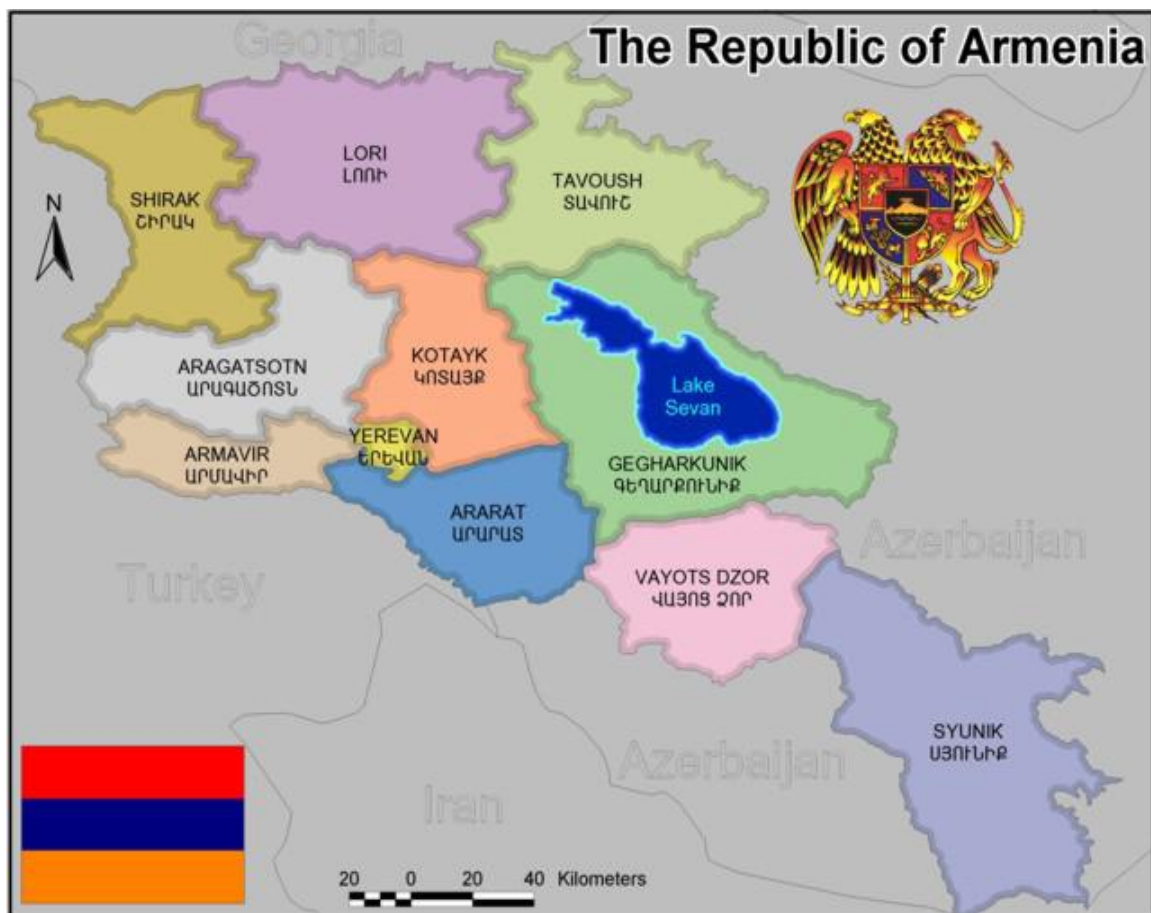 Georgia
The Republic of Armenia
LORI
ԼՈՌԻ
TAVOUSH
ՏԱՎՈՒՇ
SHIRAK
ՇԻՐԱԿ
N
ARAGATSOTN
ԱՐԱԳԱԾՈՏՆ
KOTAYK
ԿՈՏԱՅՔ
Lake
Sevan
YEREVAN
ԵՐԵՎԱՆ
ARMAVIR
ԱՐՄԱՎԻՐ
GEGHARKUNIK
ԳԵՂԱՐՔՈՒՆԻՔ
ARARAT
ԱՐԱՐԱՏ
Azerbaijan
Turkey
VAYOTS DZOR
ՎԱՅՈՑ ՁՈՐ
SYUNIK
ՍՅՈՒՆԻՔ
Azerbaijan
Iran
20 0 20 40 Kilometers